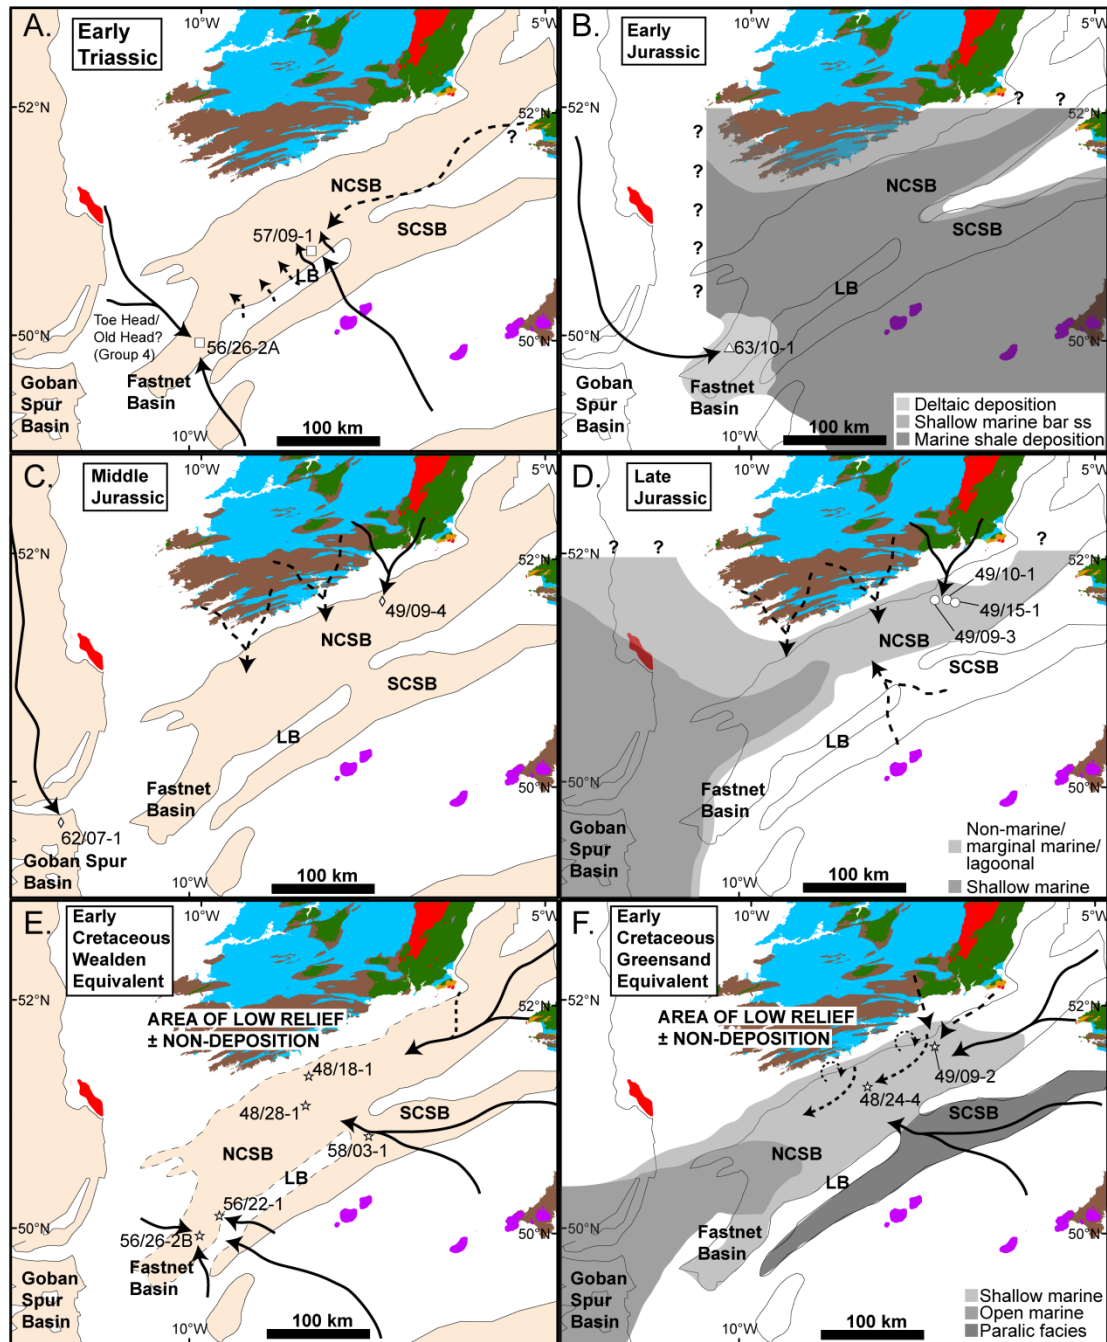 A.
Early
Triassic
10°W
5°W
52°N
52°N
?
NCSB
SCSB
57/09-1
LB
Toe Head/
Old Head?
(Group 4)
56/26-2A
50°N
Goban
Spur
Basin
Fastnet
Basin
10°W
100 km
B.
Early
Jurassic
10°W
5°W
52°N
52°N
? ?
?
?
?
?
?
NCSB
SCSB
LB
63/10-1
50°N
Goban
Spur
Basin
Fastnet
Basin
10°W
100 km
Deltaic deposition
Shallow marine bar ss
Marine shale deposition
C.
Middle
Jurassic
10°W
5°W
52°N
52°N
49/09-4
NCSB
SCSB
LB
Fastnet
Basin
50°N
62/07-1
Goban Spur
Basin
10°W
100 km
D.
Late
Jurassic
10°W
5°W
? ?
?
52°N
52°N
49/10-1
49/15-1
49/09-3
NCSB
SCSB
LB
50°N
Fastnet
Basin
Goban
Spur
Basin
10°W
100 km
Non-marine/
marginal marine/
lagoonal
Shallow marine
E.
Early
Cretaceous
Wealden
Equivalent
10°W
5°W
52°N
52°N
AREA OF LOW RELIEF
± NON-DEPOSITION
48/18-1
48/28-1
SCSB
58/03-1
NCSB
LB
56/22-1
56/26-2B
50°N
Fastnet
Basin
Goban
Spur
Basin
10°W
100 km
F.
Early
Cretaceous
Greensand
Equivalent
10°W
5°W
52°N
52°N
AREA OF LOW RELIEF
± NON-DEPOSITION
49/09-2
48/24-4
SCSB
NCSB
LB
50°N
Fastnet
Basin
Goban
Spur
Basin
10°W
100 km
Shallow marine
Open marine
Paralic facies